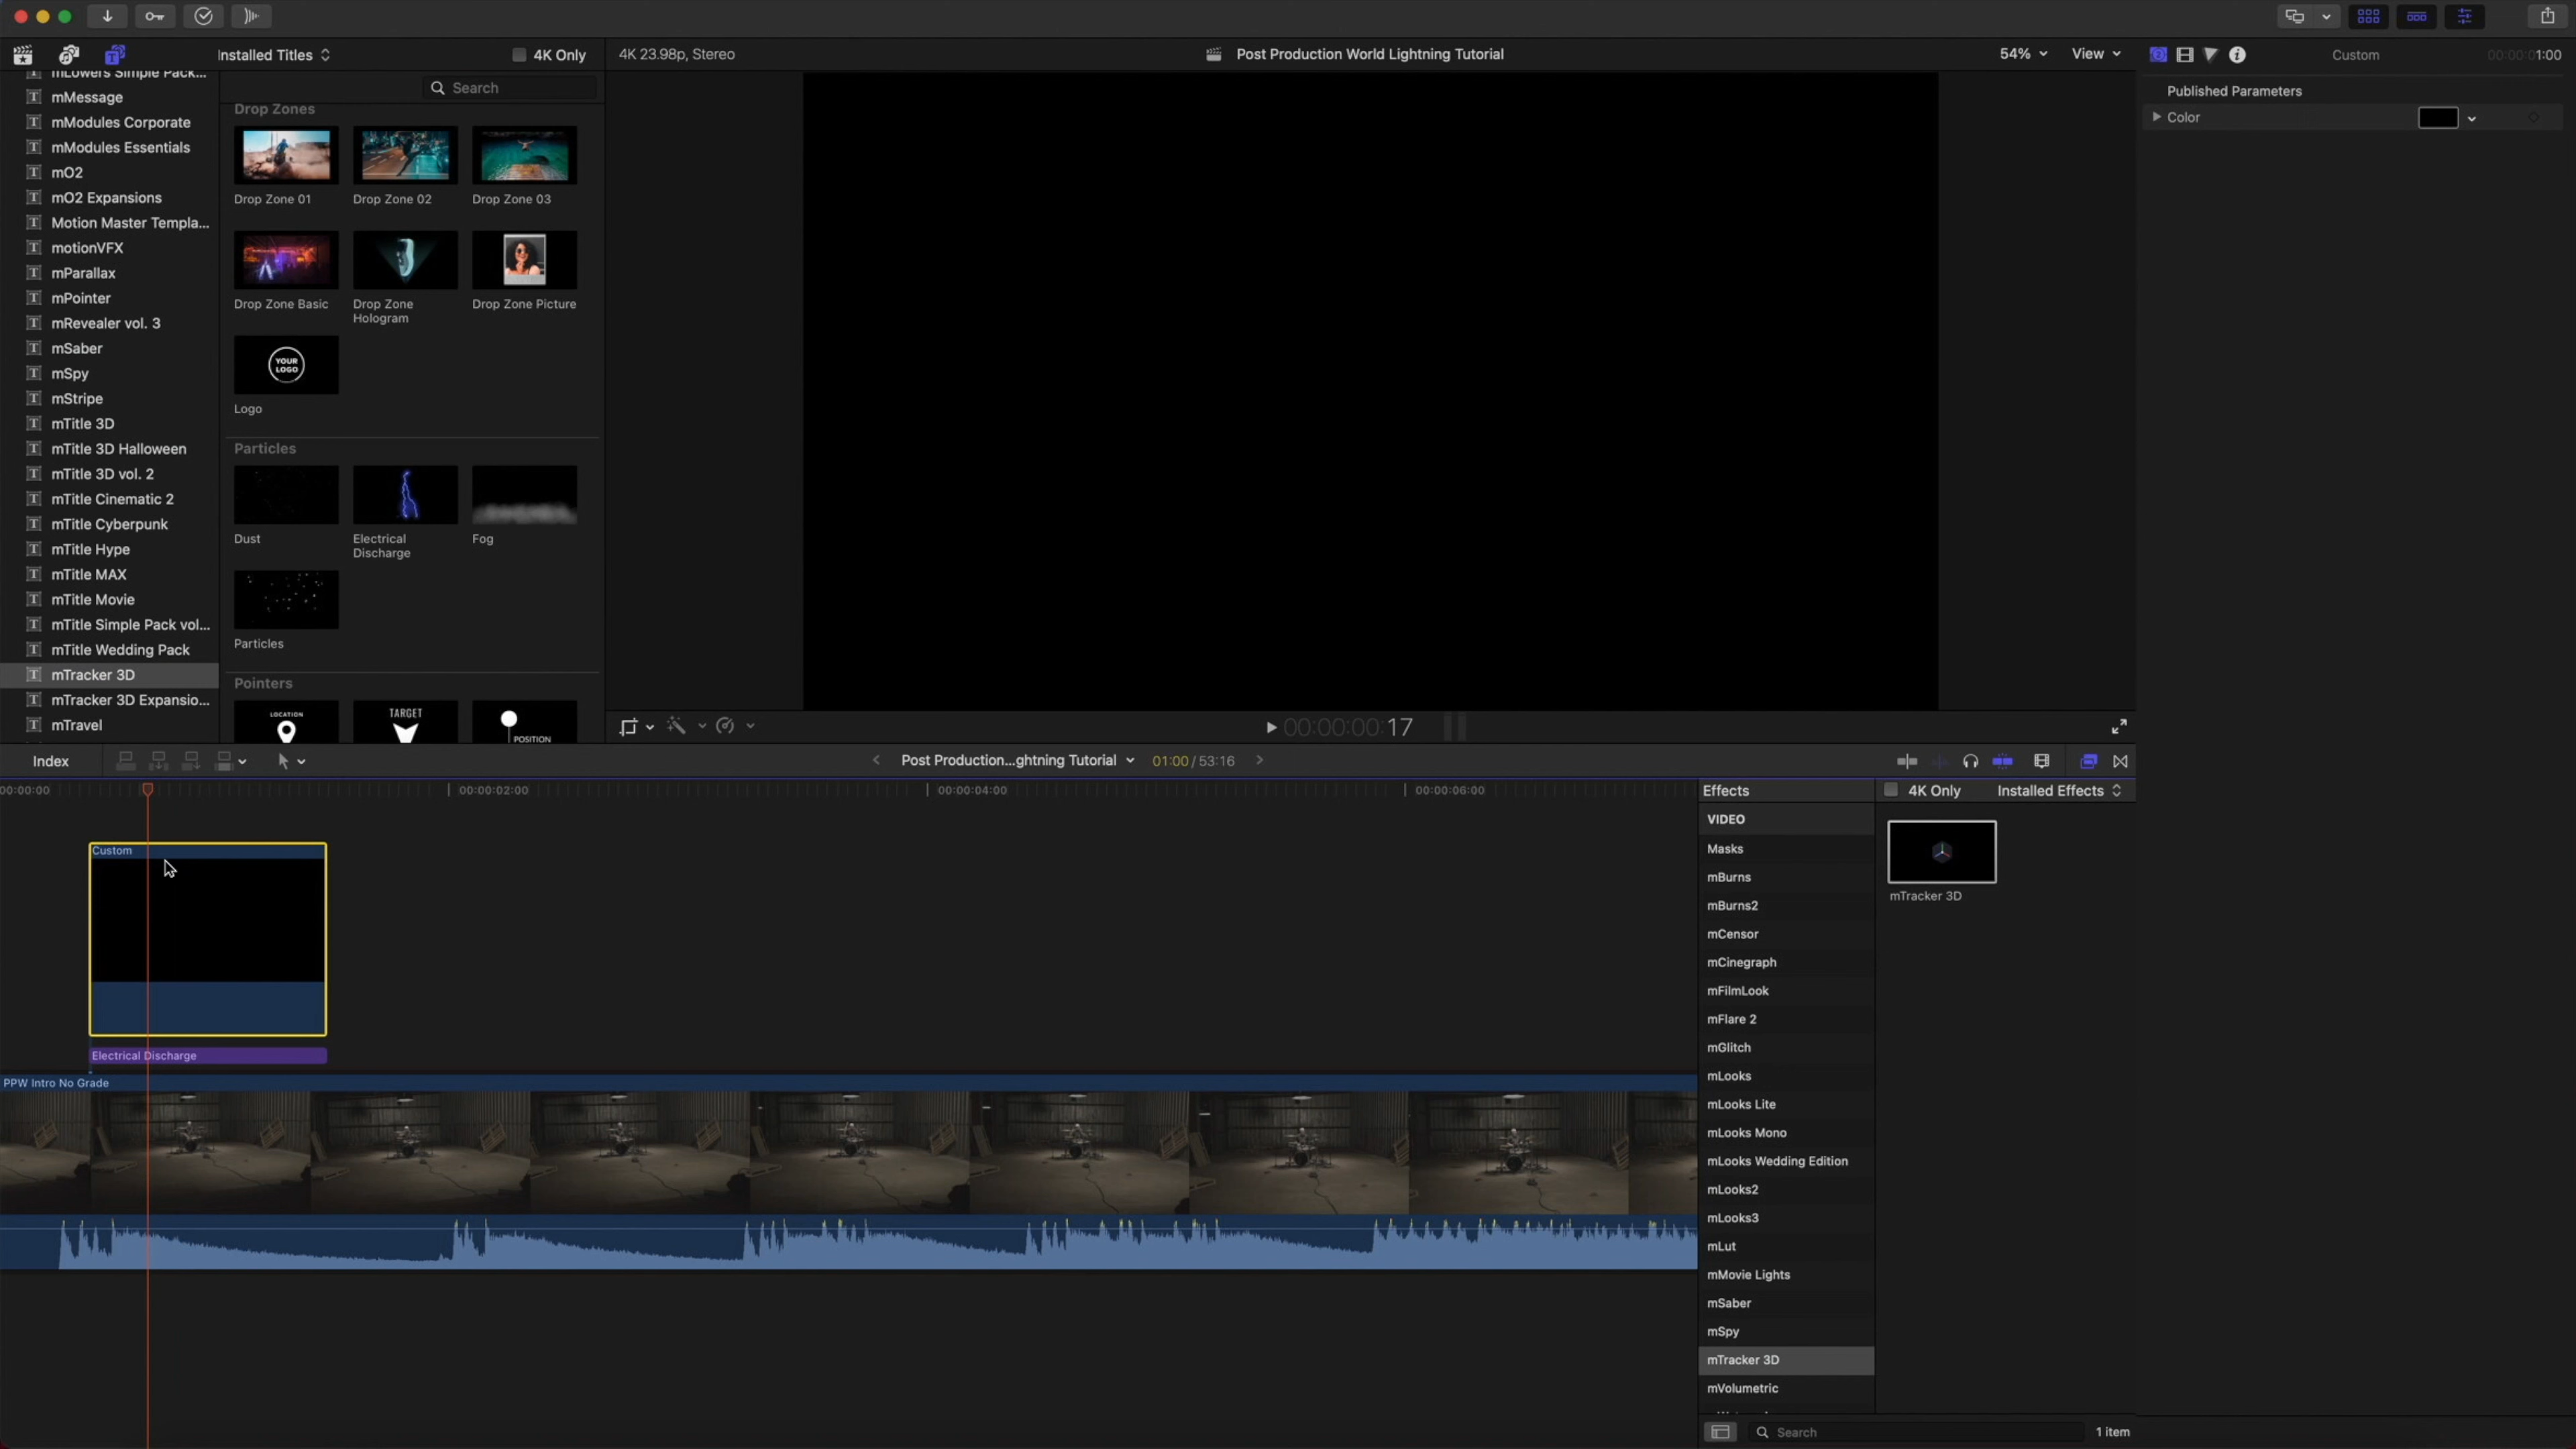 Installed Titles
4K Only
4K 23.98p, Stereo
Post Production World Lightning Tutorial
54%
View
Custom
00:00:01:00
mLowers Simple Pack...
mMessage
mModules Corporate
mModules Essentials
mO2
mO2 Expansions
Motion Master Templa...
motionVFX
mParallax
mPointer
mRevealer vol. 3
mSaber
mSpy
mStripe
mTitle 3D
mTitle 3D Halloween
mTitle 3D vol. 2
mTitle Cinematic 2
mTitle Cyberpunk
mTitle Hype
mTitle MAX
mTitle Movie
mTitle Simple Pack vol...
mTitle Wedding Pack
mTracker 3D
mTracker 3D Expansio...
mTravel
Search
Drop Zones
Drop Zone 01
Drop Zone 02
Drop Zone 03
Drop Zone Basic
Drop Zone
Hologram
Drop Zone Picture
YOUR
LOGO
Logo
Particles
Dust
Electrical
Discharge
Fog
Particles
Pointers
LOCATION
TARGET
POSITION
Published Parameters
Color
00:00:00:17
Index
Post Production...ghtning Tutorial
01:00 / 53:16
00:00:00
00:00:02:00
00:00:04:00
00:00:06:00
Custom
Electrical Discharge
PPW Intro No Grade
Effects
4K Only
Installed Effects
VIDEO
Masks
mBurns
mBurns2
mCensor
mCinegraph
mFilmLook
mFlare 2
mGlitch
mLooks
mLooks Lite
mLooks Mono
mLooks Wedding Edition
mLooks2
mLooks3
mLut
mMovie Lights
mSaber
mSpy
mTracker 3D
mVolumetric
mTracker 3D
Search
1 item